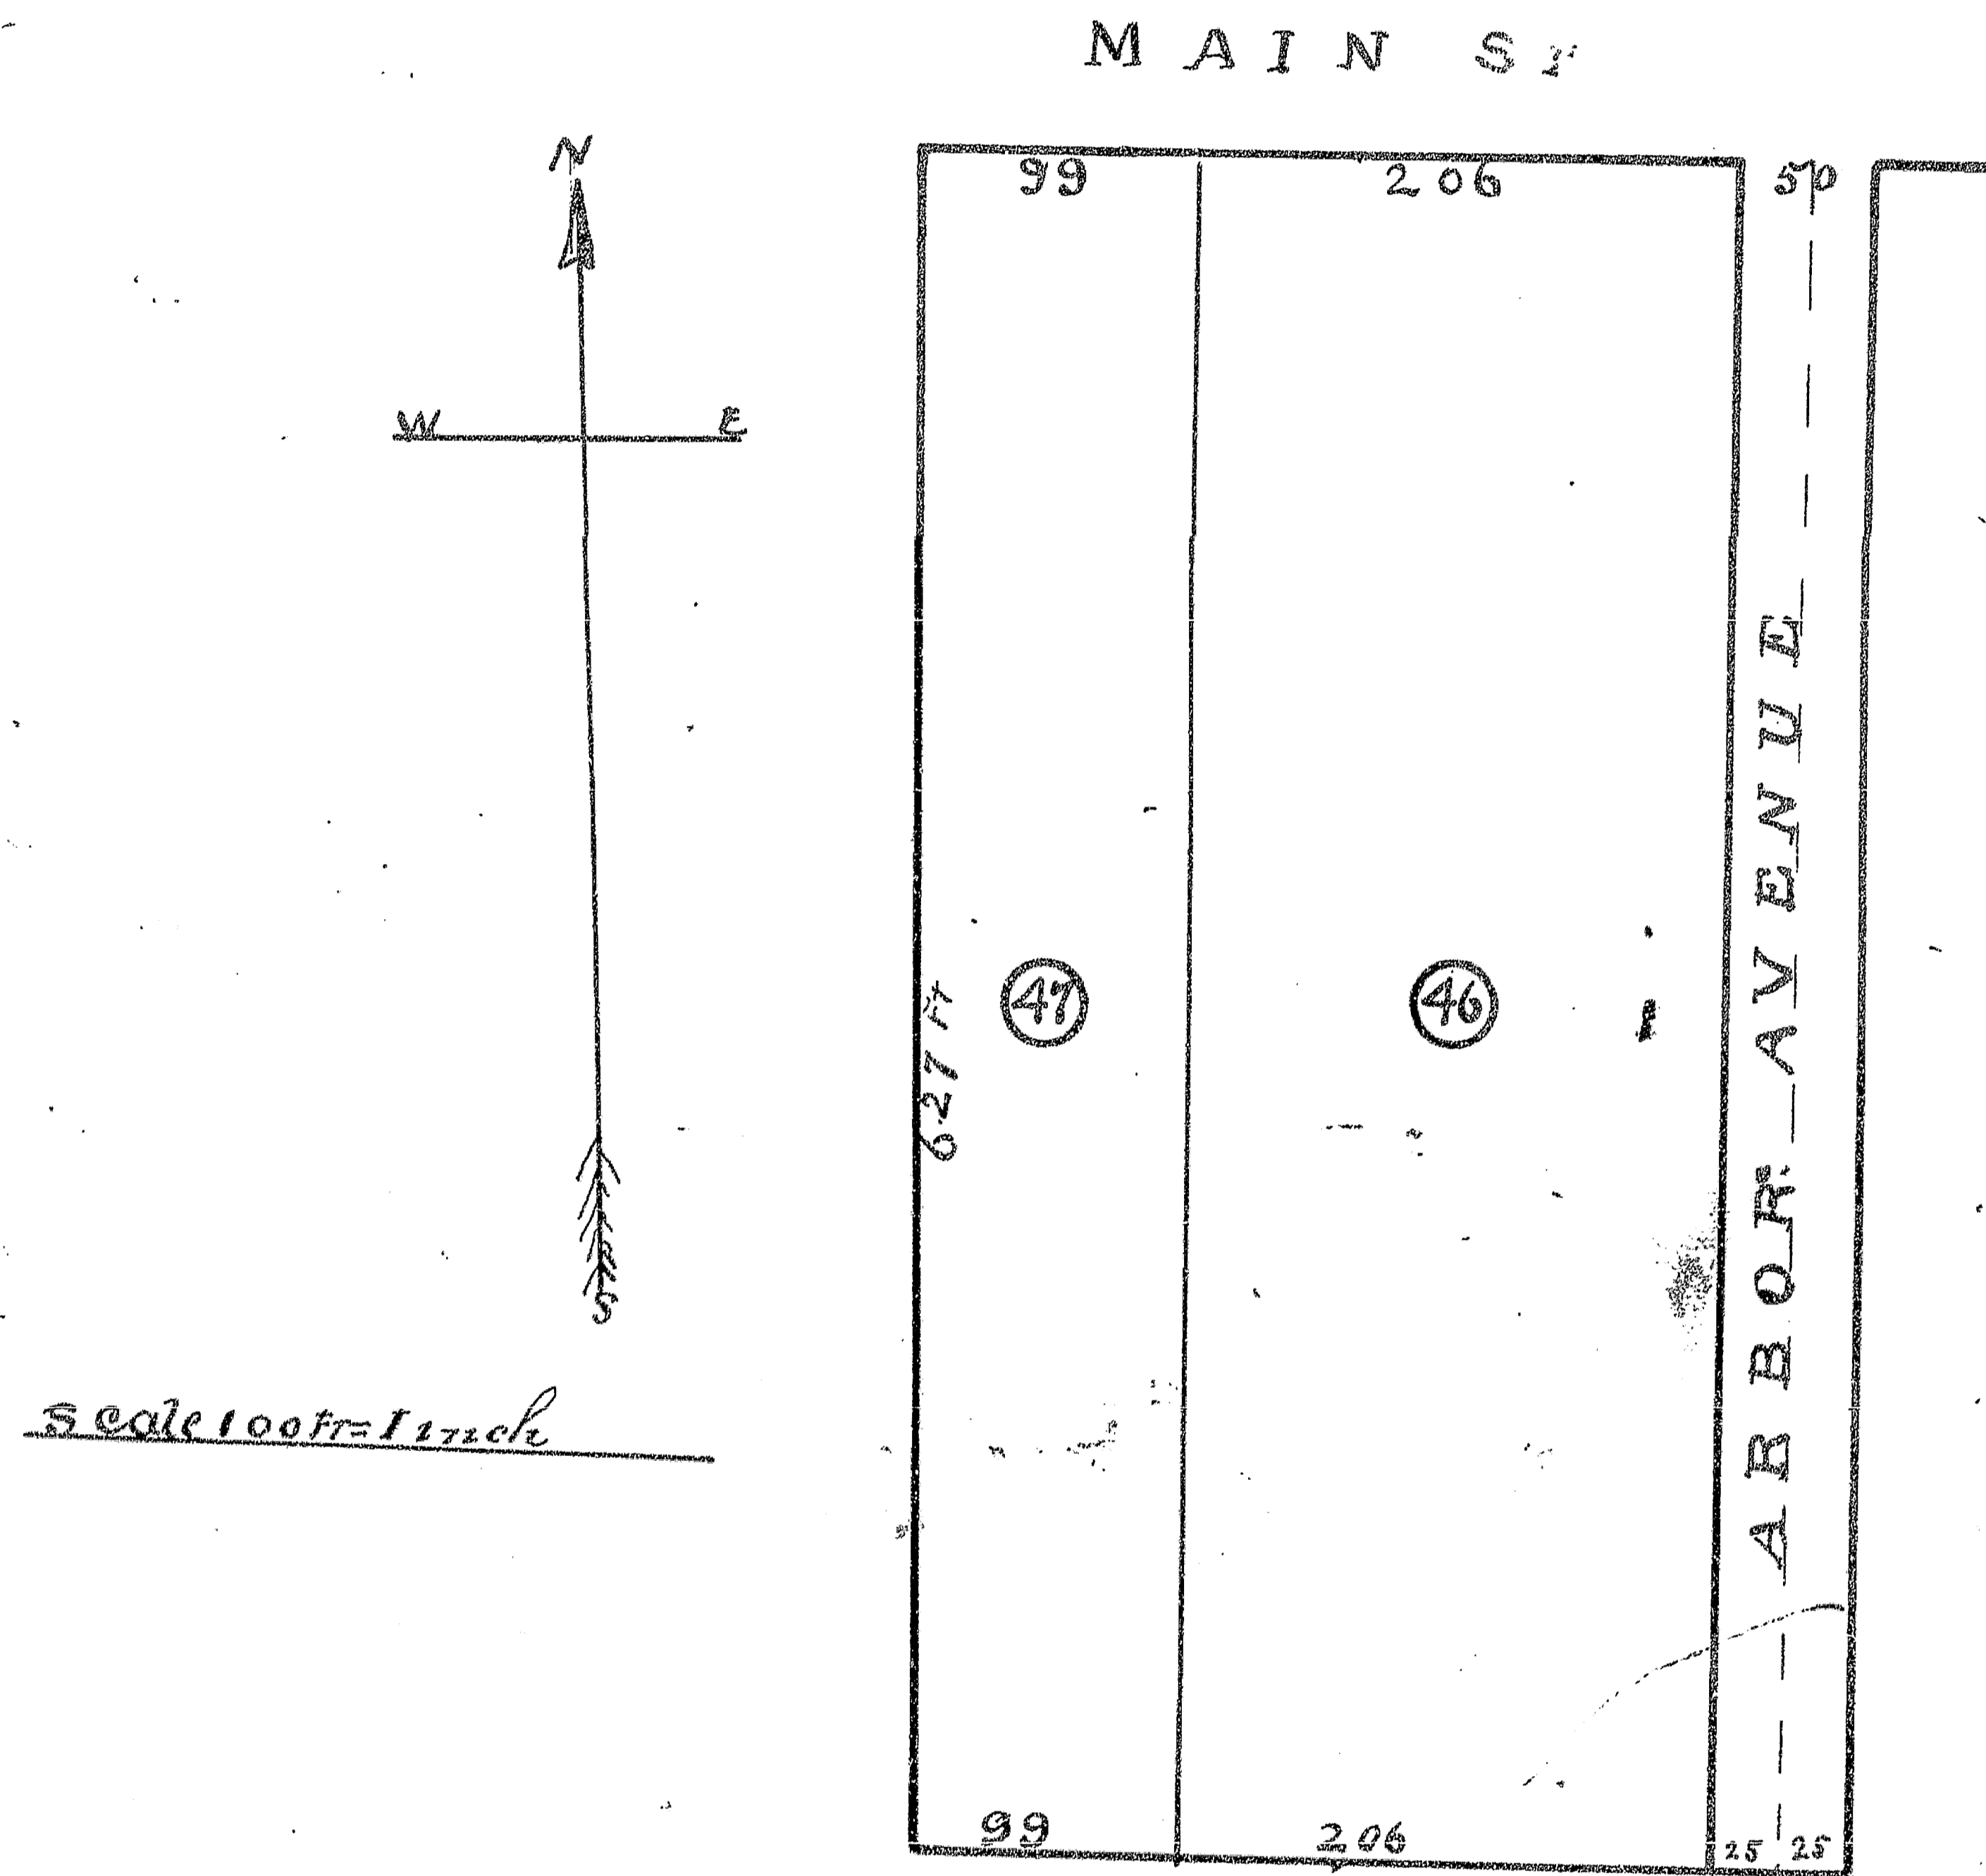 MAIN ST
N
99 206 50
W E
47 46
627 Ft
ABBOR AVENUE
S
Scale 100 Ft = 1 inch
99 206 25 25